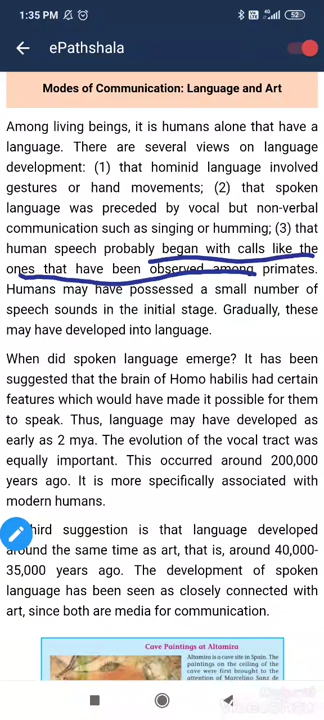 1:35 PM
52
ePathshala
Modes of Communication: Language and Art
Among living beings, it is humans alone that have a
language. There are several views on language
development: (1) that hominid language involved
gestures or hand movements; (2) that spoken
language was preceded by vocal but non-verbal
communication such as singing or humming; (3) that
human speech probably began with calls like the
ones that have been observed among primates.
Humans may have possessed a small number of
speech sounds in the initial stage. Gradually, these
may have developed into language.
When did spoken language emerge? It has been
suggested that the brain of Homo habilis had certain
features which would have made it possible for them
to speak. Thus, language may have developed as
early as 2 mya. The evolution of the vocal tract was
equally important. This occurred around 200,000
years ago. It is more specifically associated with
modern humans.
hird suggestion is that language developed
around the same time as art, that is, around 40,000-
35,000 years ago. The development of spoken
language has been seen as closely connected with
art, since both are media for communication.
Cave Paintings at Altamira
Altamira is a cave site in Spain. The
paintings on the ceiling of the
cave were first brought to the
attention of Marcelino Sanz de